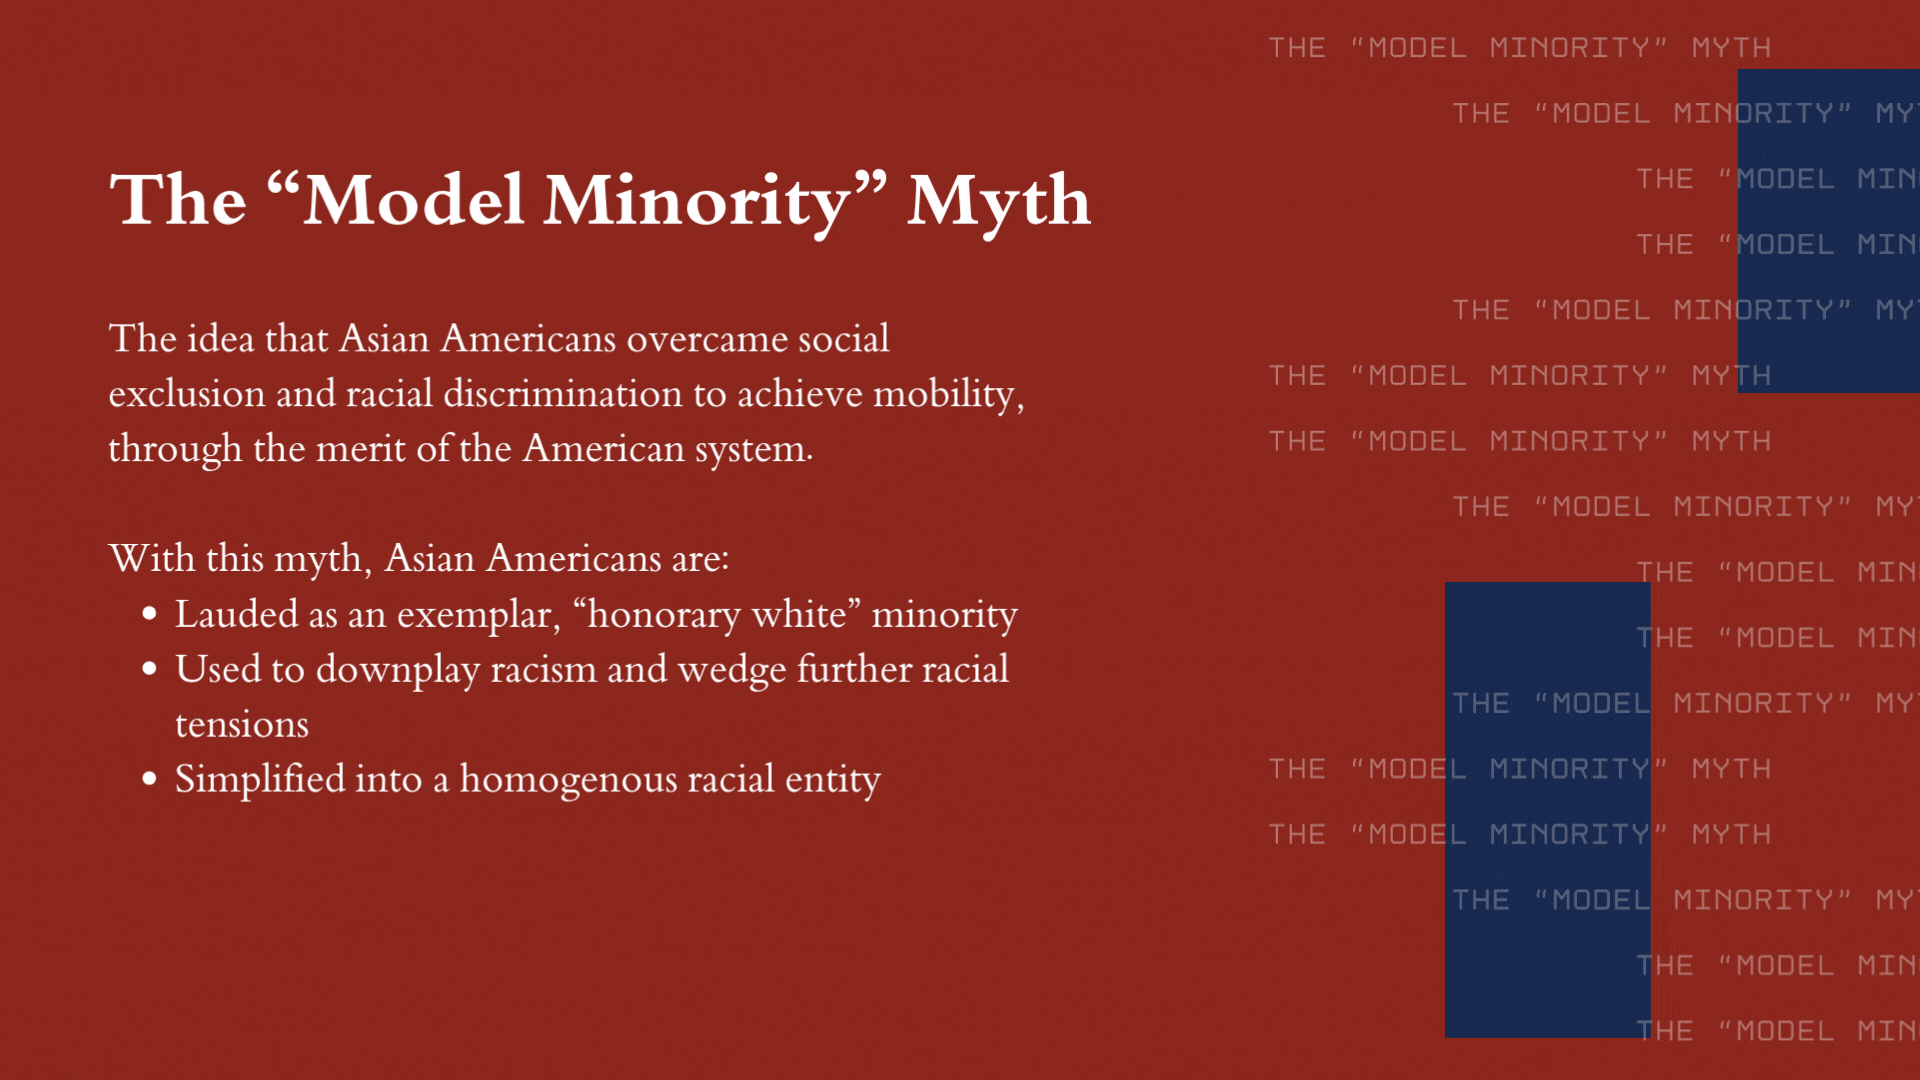 The “Model Minority” Myth
The idea that Asian Americans overcame social
exclusion and racial discrimination to achieve mobility,
through the merit of the American system.
With this myth, Asian Americans are:
• Lauded as an exemplar, “honorary white” minority
• Used to downplay racism and wedge further racial
tensions
• Simplified into a homogenous racial entity
THE “MODEL MINORITY” MYTH
THE “MODEL MINORITY” MY
THE “MODEL MIN
THE “MODEL MIN
THE “MODEL MINORITY” MY
THE “MODEL MINORITY” MYTH
THE “MODEL MINORITY” MYTH
THE “MODEL MINORITY” MY
THE “MODEL MIN
THE “MODEL MIN
THE “MODEL MINORITY” MY
THE “MODEL MINORITY” MYTH
THE “MODEL MINORITY” MYTH
THE “MODEL MINORITY” MY
THE “MODEL MIN
THE “MODEL MIN